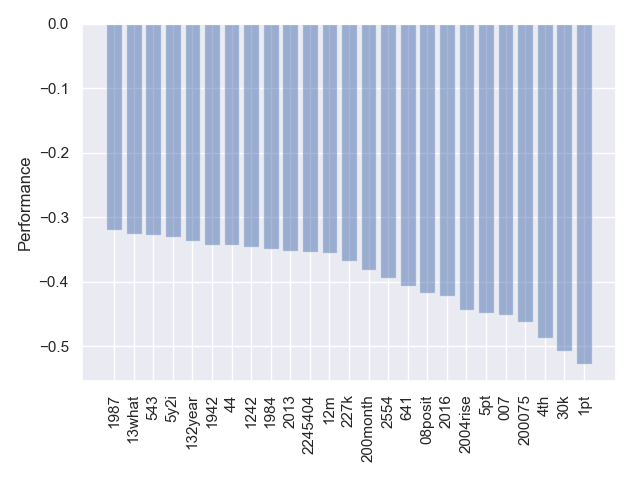 0.0
−0.1
−0.2
−0.3
−0.4
−0.5
Performance
1987
13what
543
5y2i
132year
1942
44
1242
1984
2013
2245404
12m
227k
200month
2554
641
08posit
2016
2004rise
5pt
007
200075
4th
30k
1pt